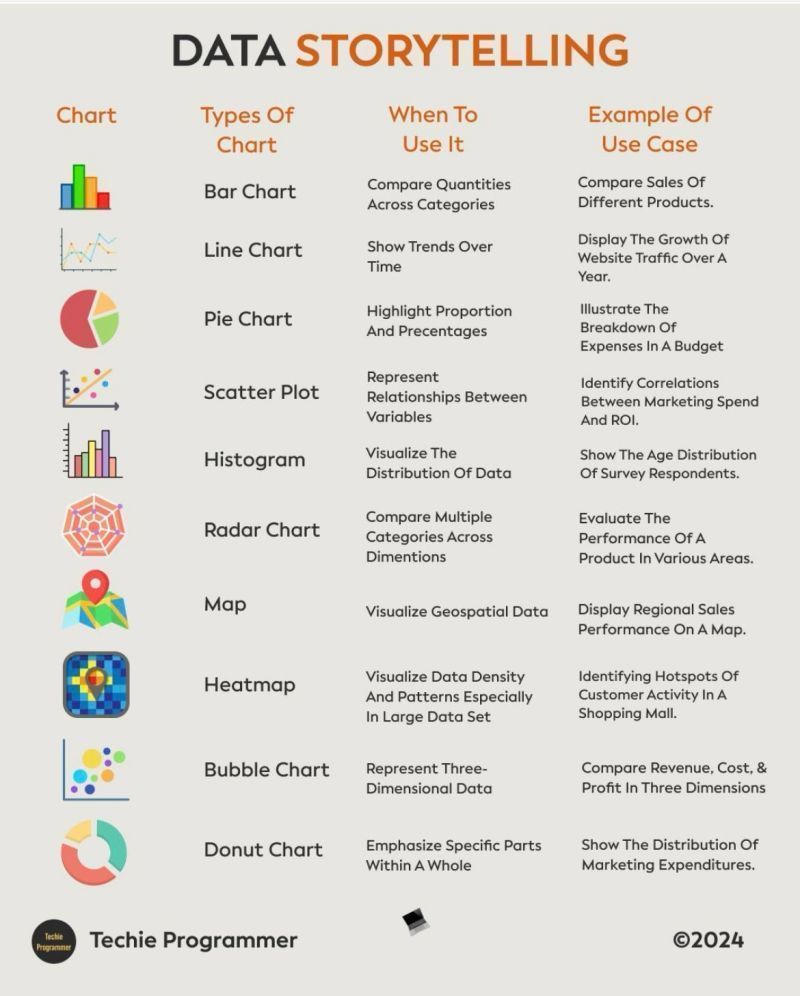 DATA STORYTELLING
Chart
Types Of
Chart
When To
Use It
Example Of
Use Case
Bar Chart
Compare Quantities
Across Categories
Compare Sales Of
Different Products.
Line Chart
Show Trends Over
Time
Display The Growth Of
Website Traffic Over A
Year.
Pie Chart
Highlight Proportion
And Precentages
Illustrate The
Breakdown Of
Expenses In A Budget
Scatter Plot
Represent
Relationships Between
Variables
Identify Correlations
Between Marketing Spend
And ROI.
Histogram
Visualize The
Distribution Of Data
Show The Age Distribution
Of Survey Respondents.
Radar Chart
Compare Multiple
Categories Across
Dimentions
Evaluate The
Performance Of A
Product In Various Areas.
Map
Visualize Geospatial Data
Display Regional Sales
Performance On A Map.
Heatmap
Visualize Data Density
And Patterns Especially
In Large Data Set
Identifying Hotspots Of
Customer Activity In A
Shopping Mall.
Bubble Chart
Represent Three-
Dimensional Data
Compare Revenue, Cost, &
Profit In Three Dimensions
Donut Chart
Emphasize Specific Parts
Within A Whole
Show The Distribution Of
Marketing Expenditures.
Techie
Programmer
Techie Programmer
©2024